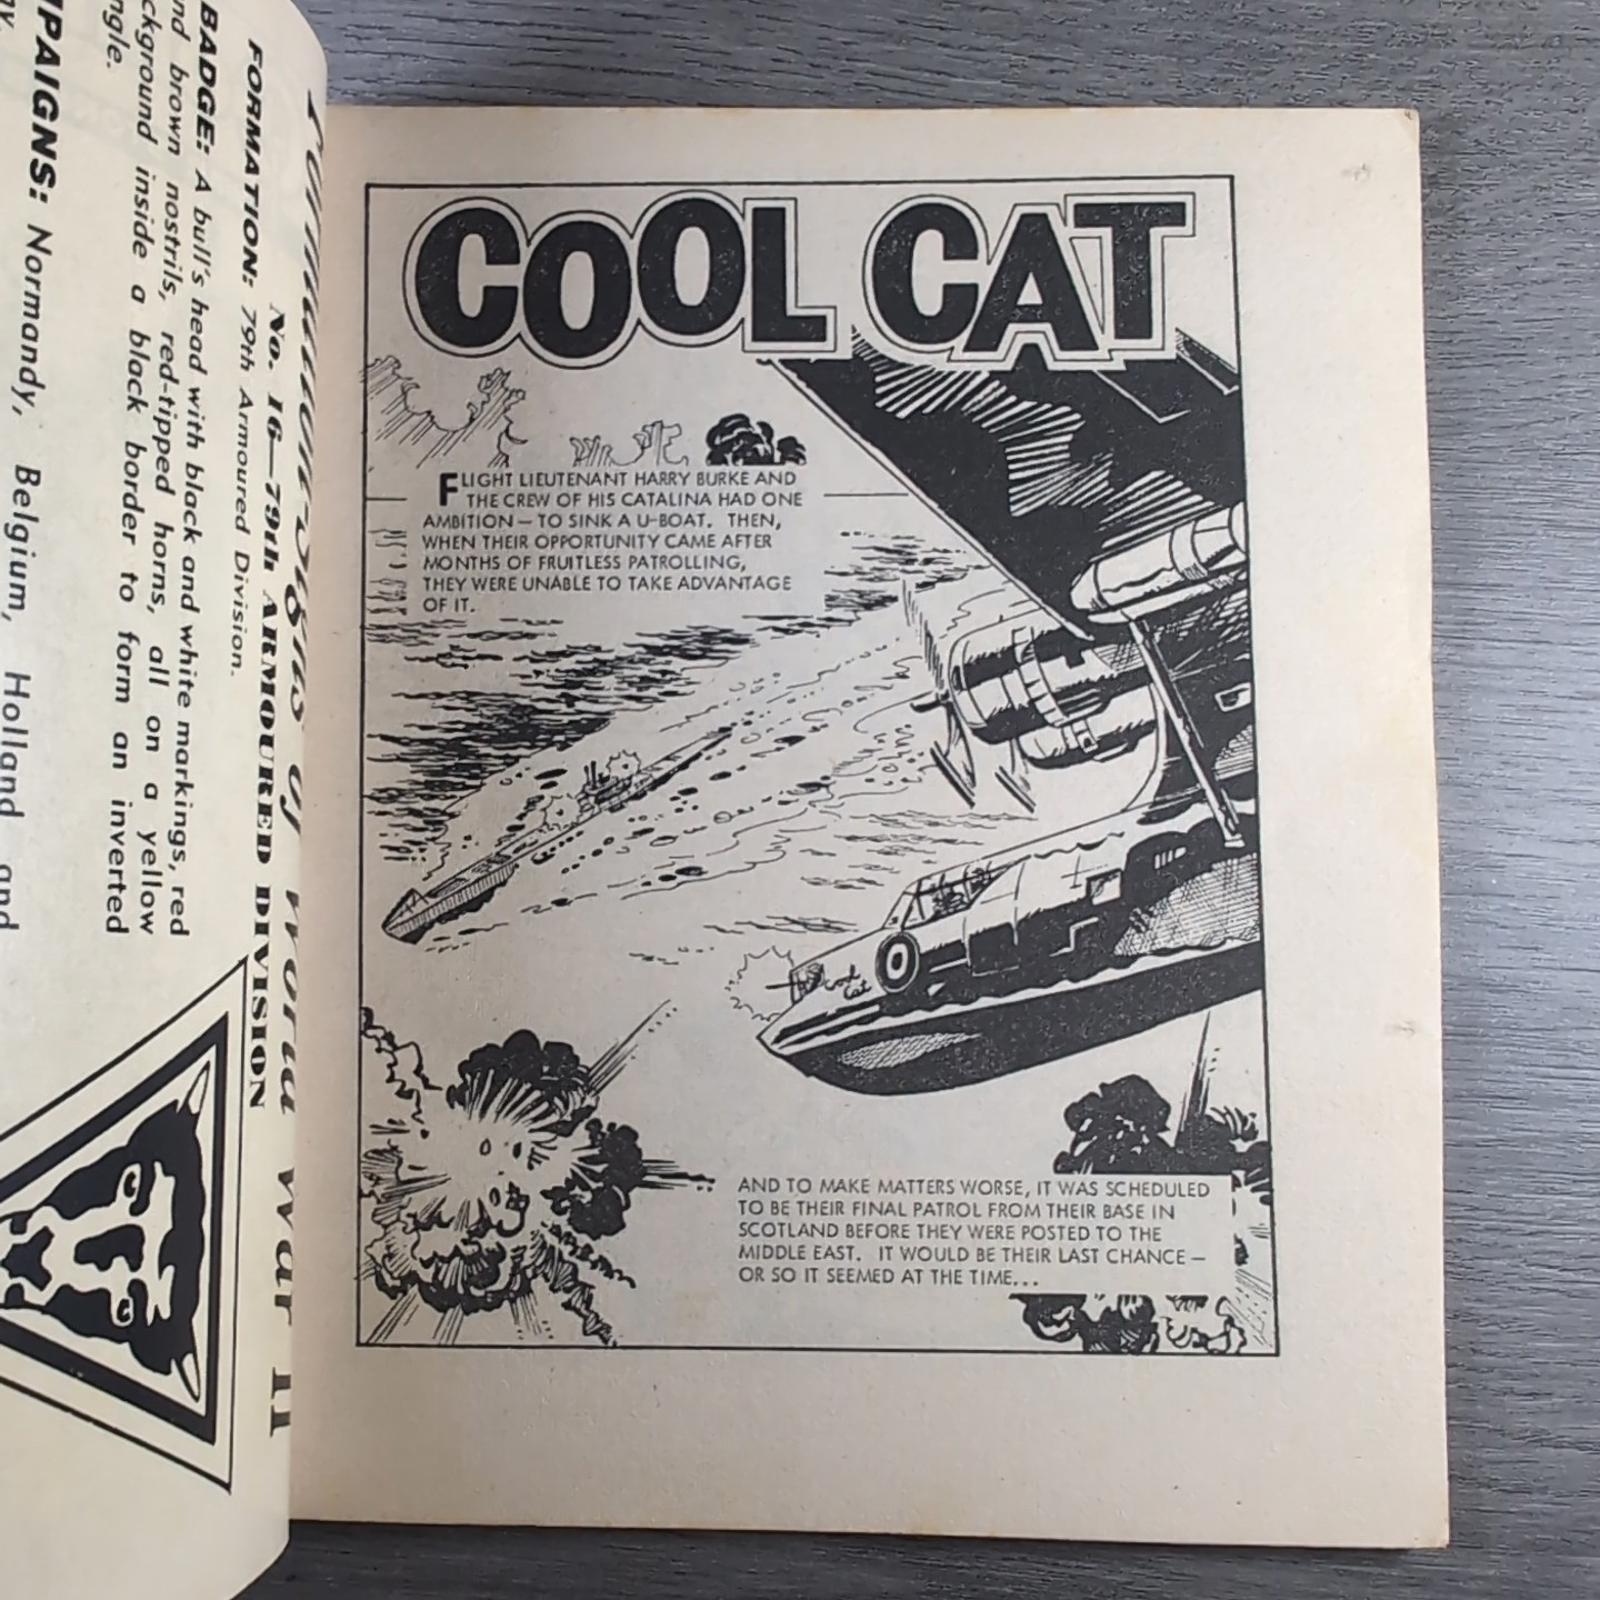 Formation-Signs of World War II
No. 16—79th ARMOURED DIVISION
FORMATION: 79th Armoured Division.
BADGE: A bull's head with black and white markings, red
and brown nostrils, red-tipped horns, all on a yellow
background inside a black border to form an inverted
Normandy, Belgium, Holland and
COOL CAT
FLIGHT LIEUTENANT HARRY BURKE AND
THE CREW OF HIS CATALINA HAD ONE
AMBITION — TO SINK A U-BOAT. THEN,
WHEN THEIR OPPORTUNITY CAME AFTER
MONTHS OF FRUITLESS PATROLLING,
THEY WERE UNABLE TO TAKE ADVANTAGE
OF IT.
Cool
Cat
AND TO MAKE MATTERS WORSE, IT WAS SCHEDULED
TO BE THEIR FINAL PATROL FROM THEIR BASE IN
SCOTLAND BEFORE THEY WERE POSTED TO THE
MIDDLE EAST. IT WOULD BE THEIR LAST CHANCE —
OR SO IT SEEMED AT THE TIME...